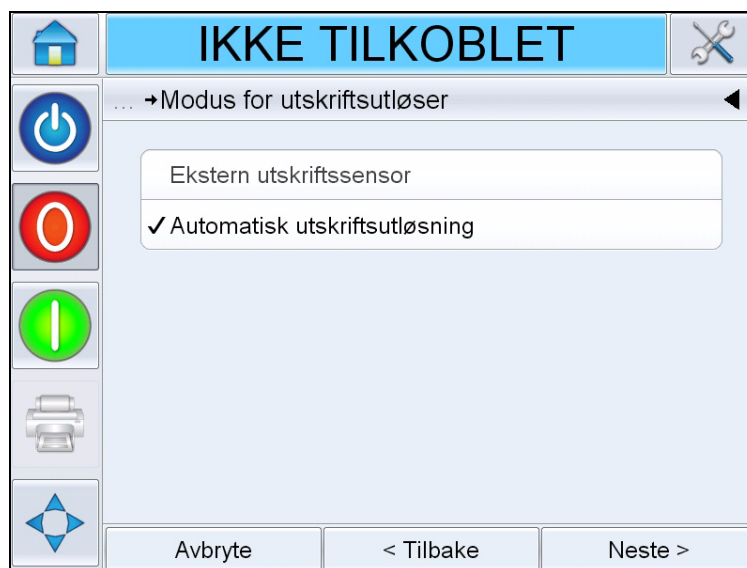 IKKE TILKOBLET
... →Modus for utskriftsutløser
Ekstern utskriftssensor
✓ Automatisk utskriftsutløsning
Avbryte
< Tilbake
Neste >